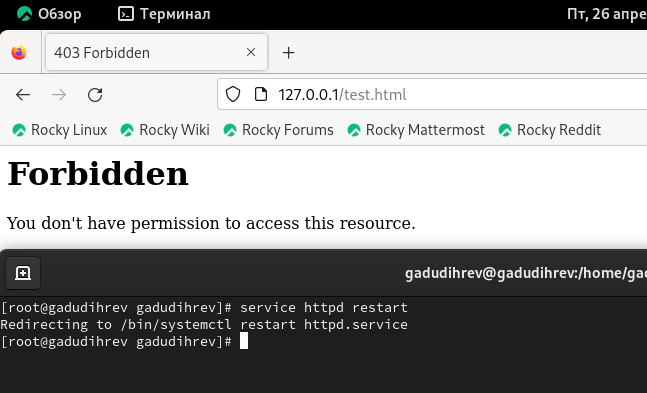 Обзор Терминал Пт, 26 апре
403 Forbidden
127.0.0.1/test.html
Rocky Linux Rocky Wiki Rocky Forums Rocky Mattermost Rocky Reddit
Forbidden
You don't have permission to access this resource.
gadudihrev@gadudihrev:/home/gad
[root@gadudihrev gadudihrev]# service httpd restart
Redirecting to /bin/systemctl restart httpd.service
[root@gadudihrev gadudihrev]#